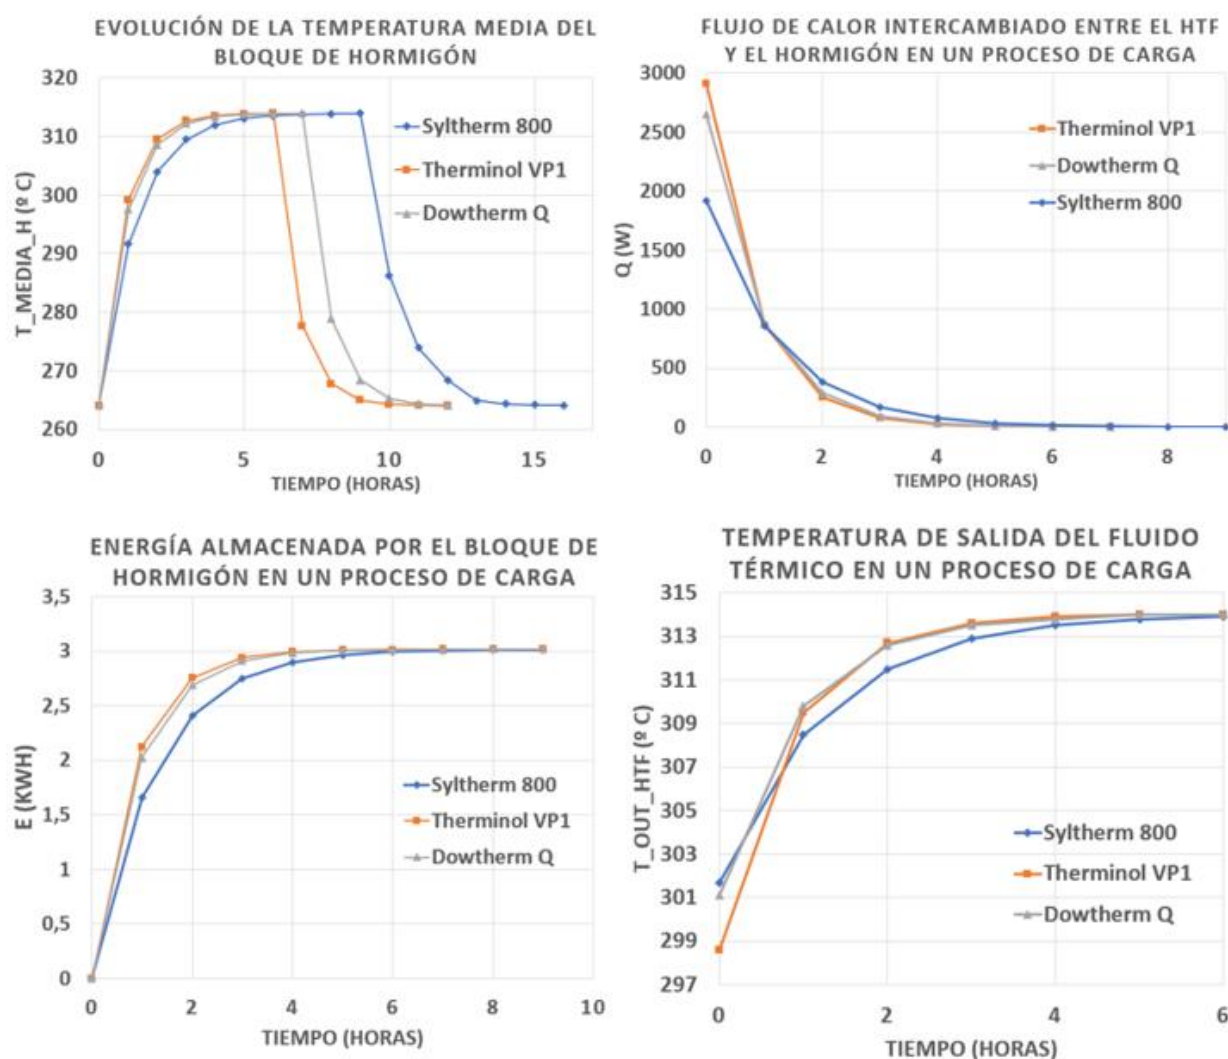 EVOLUCIÓN DE LA TEMPERATURA MEDIA DEL
BLOQUE DE HORMIGÓN
320
310
300
290
280
270
260
T_MEDIA_H (º C)
0
5
10
15
TIEMPO (HORAS)
Syltherm 800
Therminol VP1
Dowtherm Q
FLUJO DE CALOR INTERCAMBIADO ENTRE EL HTF
Y EL HORMIGÓN EN UN PROCESO DE CARGA
3000
2500
2000
1500
1000
500
0
Q (W)
0
2
4
6
8
TIEMPO (HORAS)
Therminol VP1
Dowtherm Q
Syltherm 800
ENERGÍA ALMACENADA POR EL BLOQUE DE
HORMIGÓN EN UN PROCESO DE CARGA
3,5
3
2,5
2
1,5
1
0,5
0
E (KWH)
0
2
4
6
8
10
TIEMPO (HORAS)
Syltherm 800
Therminol VP1
Dowtherm Q
TEMPERATURA DE SALIDA DEL FLUIDO
TÉRMICO EN UN PROCESO DE CARGA
315
313
311
309
307
305
303
301
299
297
T_OUT_HTF (º C)
0
2
4
6
TIEMPO (HORAS)
Syltherm 800
Therminol VP1
Dowtherm Q